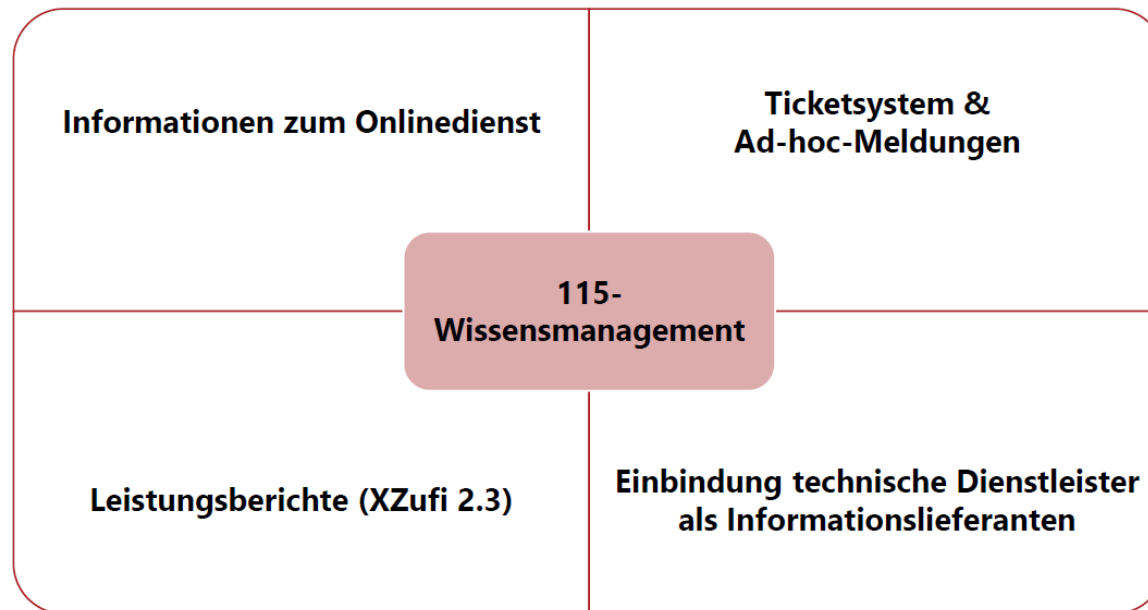 Informationen zum Onlinedienst
Ticketsystem &
Ad-hoc-Meldungen
115-
Wissensmanagement
Leistungsberichte (XZufi 2.3)
Einbindung technische Dienstleister
als Informationslieferanten